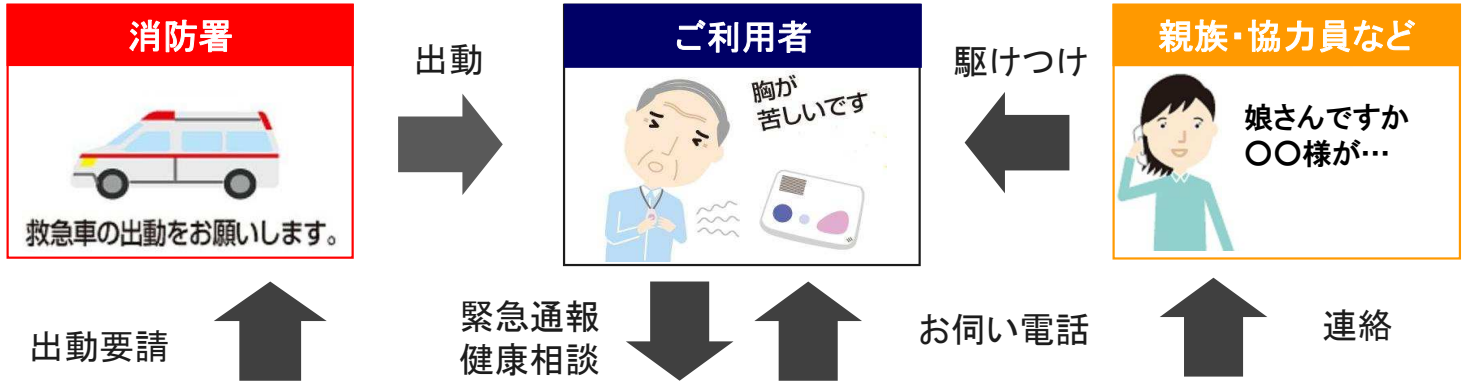 消防署
救急車の出動をお願いします。
出動
ご利用者
胸が
苦しいです
駆けつけ
親族・協力員など
娘さんですか
〇〇様が…
出動要請
緊急通報
健康相談
お伺い電話
連絡